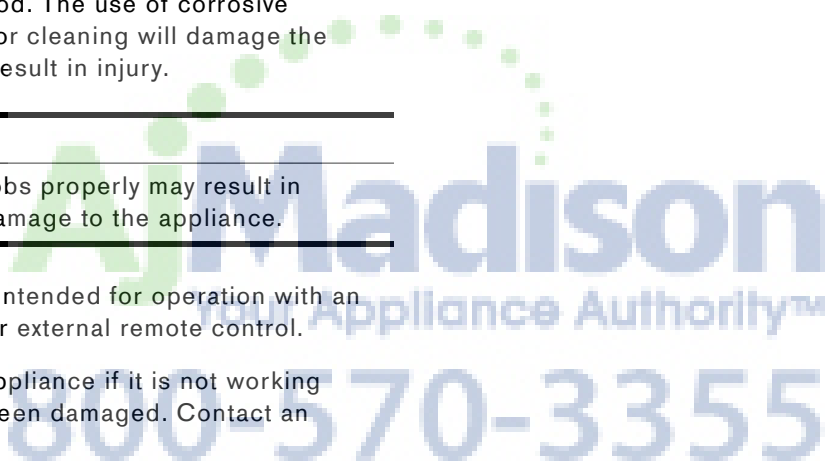 od. The use of corrosive
or cleaning will damage the
esult in injury.
obs properly may result in
amage to the appliance.
ntended for operation with an
r external remote control.
ppliance if it is not working
een damaged. Contact an
AjMadison
Your Appliance Authority™
800-570-3355